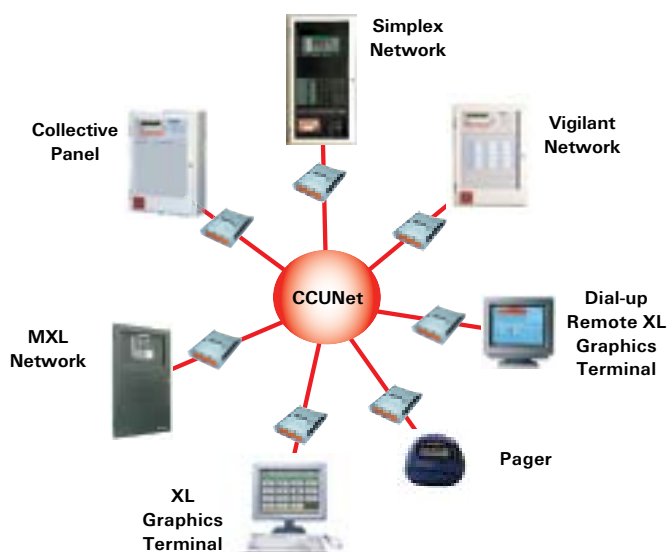 Simplex
Network
Collective
Panel
Vigilant
Network
CCUNet
MXL
Network
Dial-up
Remote XL
Graphics
Terminal
Pager
XL
Graphics
Terminal